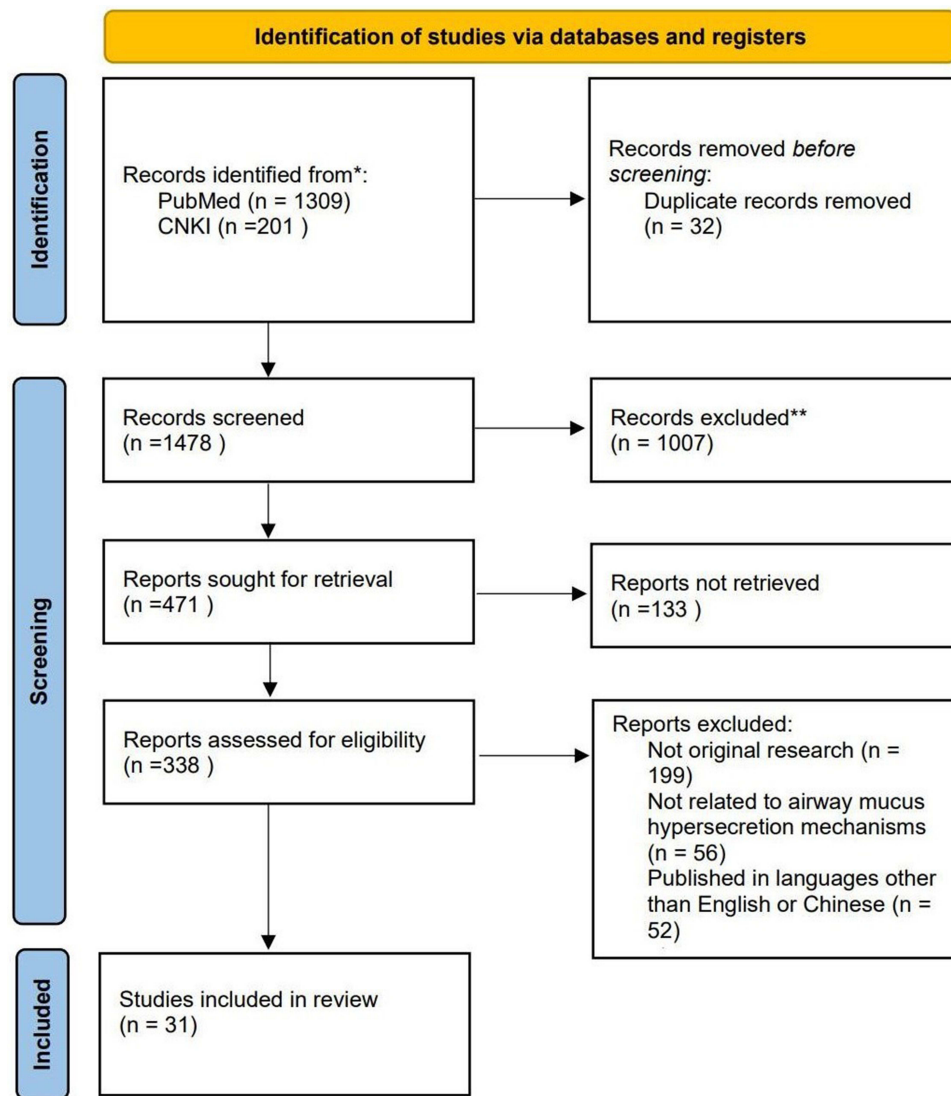 Identification of studies via databases and registers
Identification
Records identified from*:
PubMed (n = 1309)
CNKI (n =201 )
Records removed before
screening:
Duplicate records removed
(n = 32)
Screening
Records screened
(n =1478 )
Records excluded**
(n = 1007)
Reports sought for retrieval
(n =471 )
Reports not retrieved
(n =133 )
Reports assessed for eligibility
(n =338 )
Reports excluded:
Not original research (n =
199)
Not related to airway mucus
hypersecretion mechanisms
(n = 56)
Published in languages other
than English or Chinese (n =
52)
Included
Studies included in review
(n = 31)